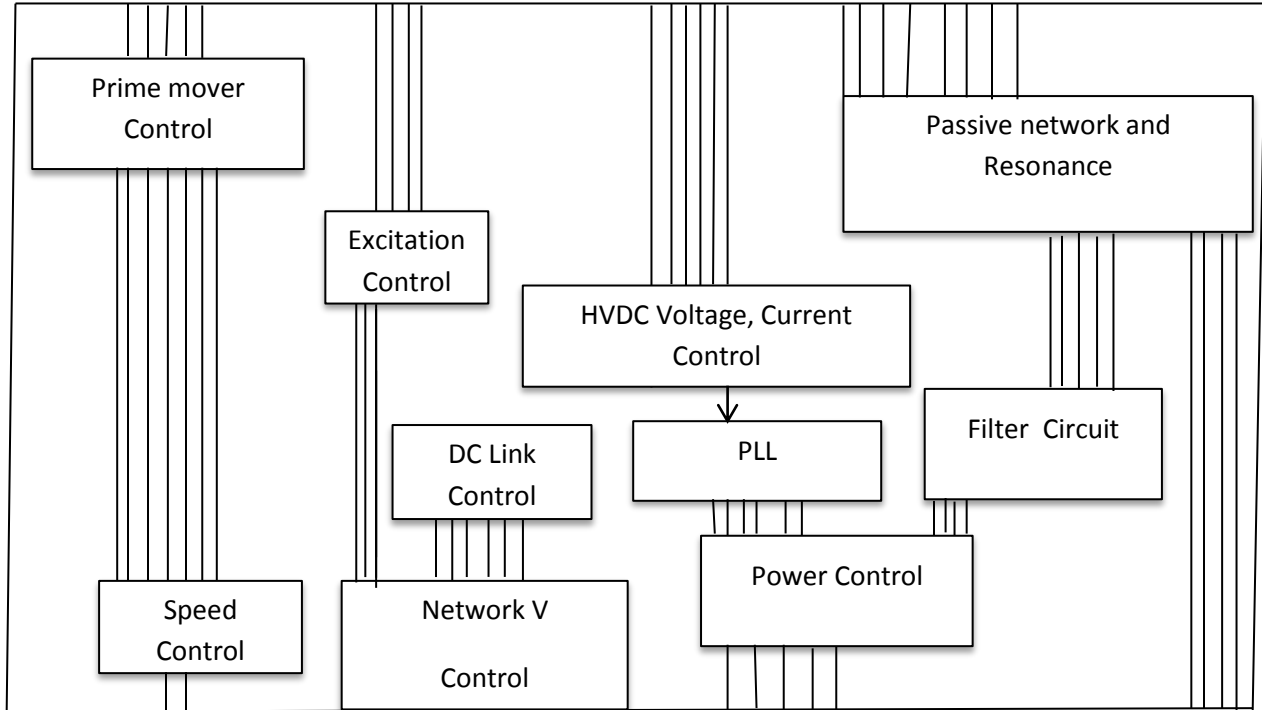 Prime mover
Control
Passive network and
Resonance
Excitation
Control
HVDC Voltage, Current
Control
DC Link
Control
PLL
Filter Circuit
Speed
Control
Network V
Control
Power Control